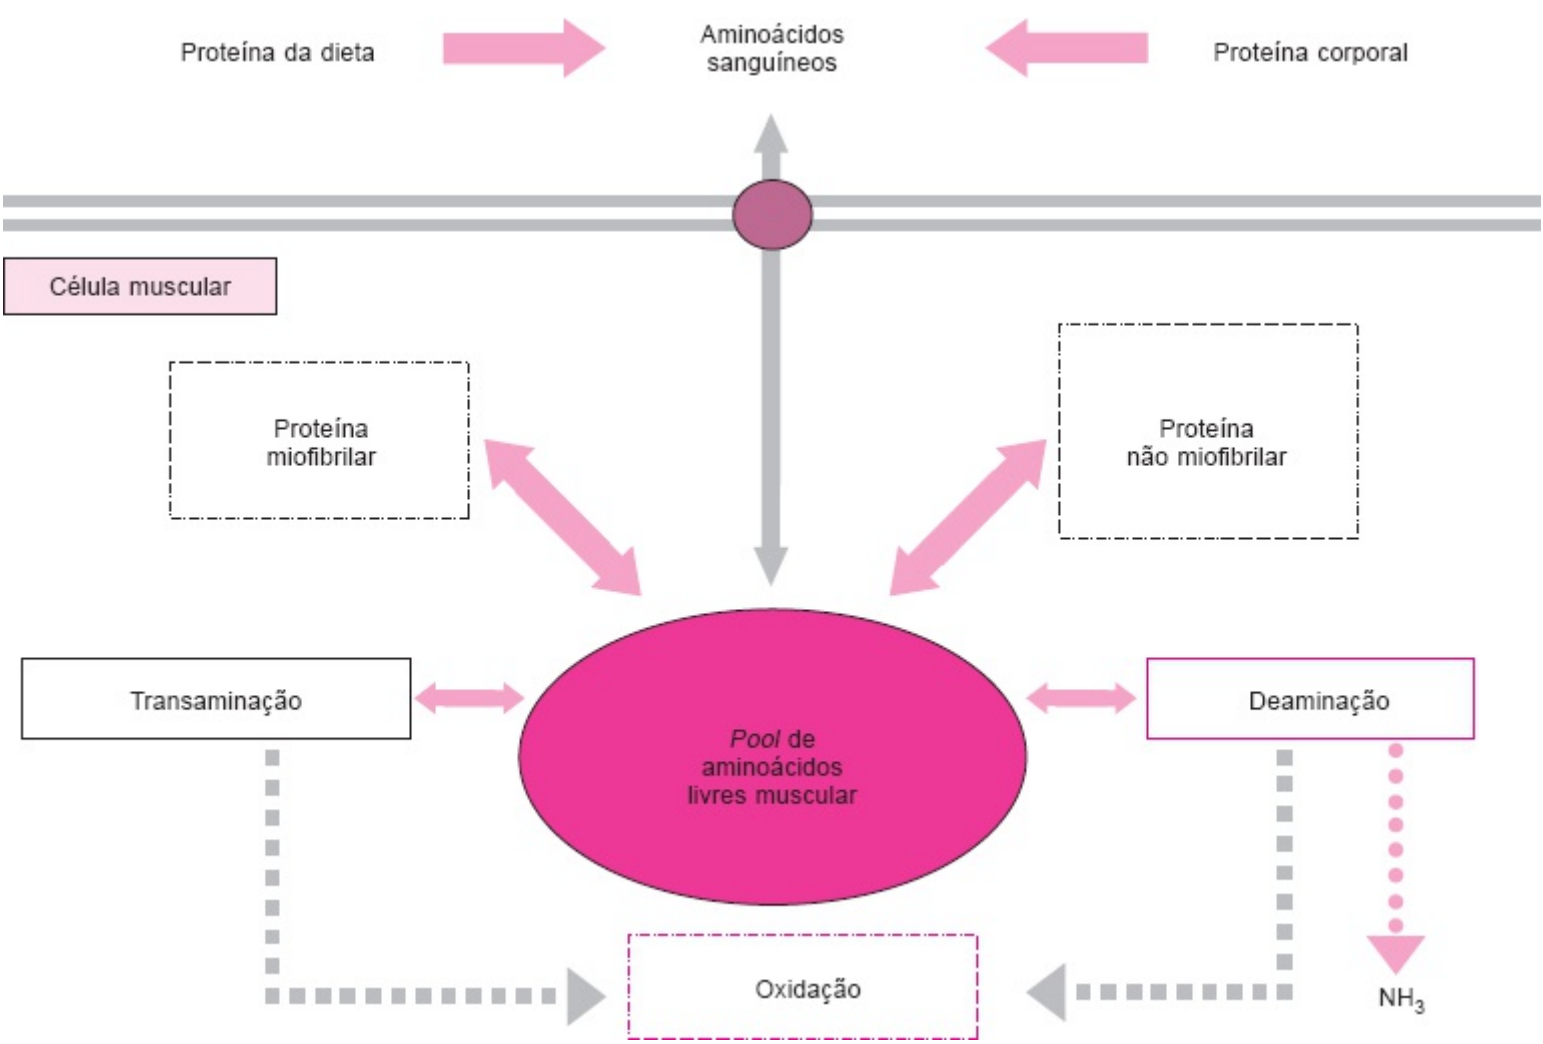 Proteína da dieta
Aminoácidos
sanguíneos
Proteína corporal
Célula muscular
Proteína
miofibrilar
Proteína
não miofibrilar
Transaminação
Pool de
aminoácidos
livres muscular
Deaminação
Oxidação
NH₃